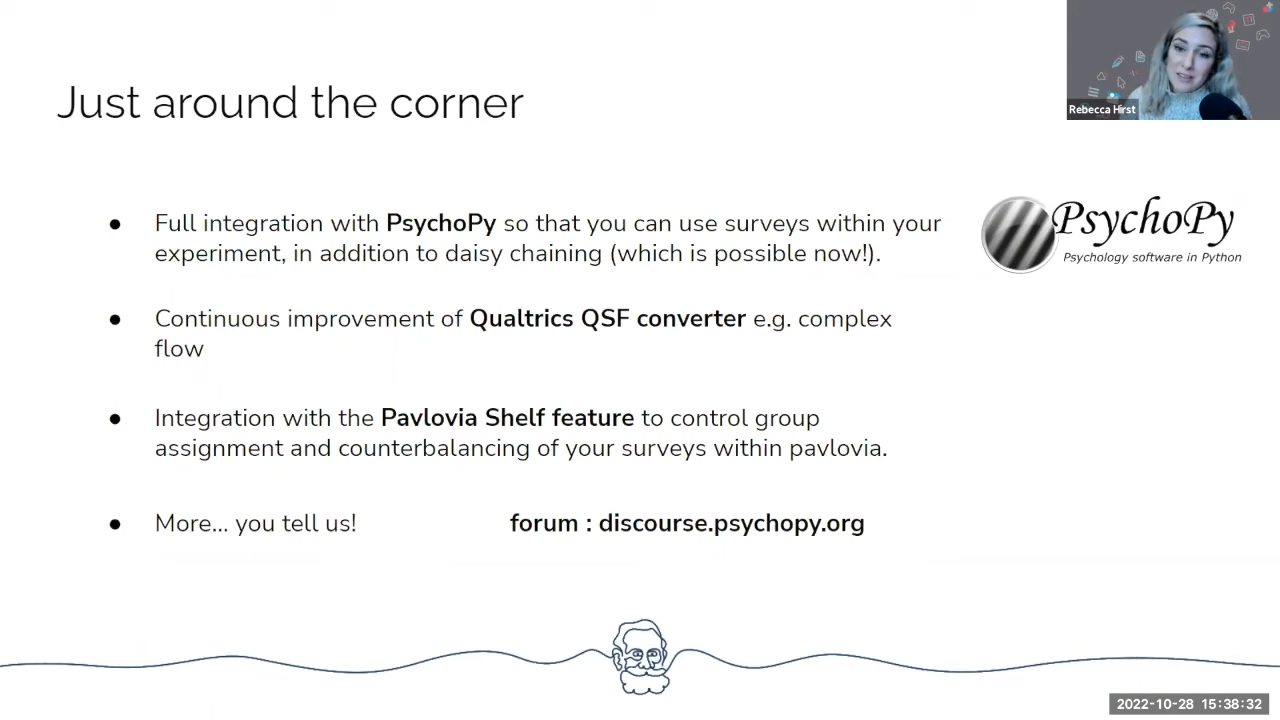 Just around the corner
Rebecca Hirst
● Full integration with PsychoPy so that you can use surveys within your
experiment, in addition to daisy chaining (which is possible now!).
PsychoPy
Psychology software in Python
● Continuous improvement of Qualtrics QSF converter e.g. complex
flow
● Integration with the Pavlovia Shelf feature to control group
assignment and counterbalancing of your surveys within pavlovia.
● More... you tell us!
forum : discourse.psychopy.org
2022-10-28 15:38:32